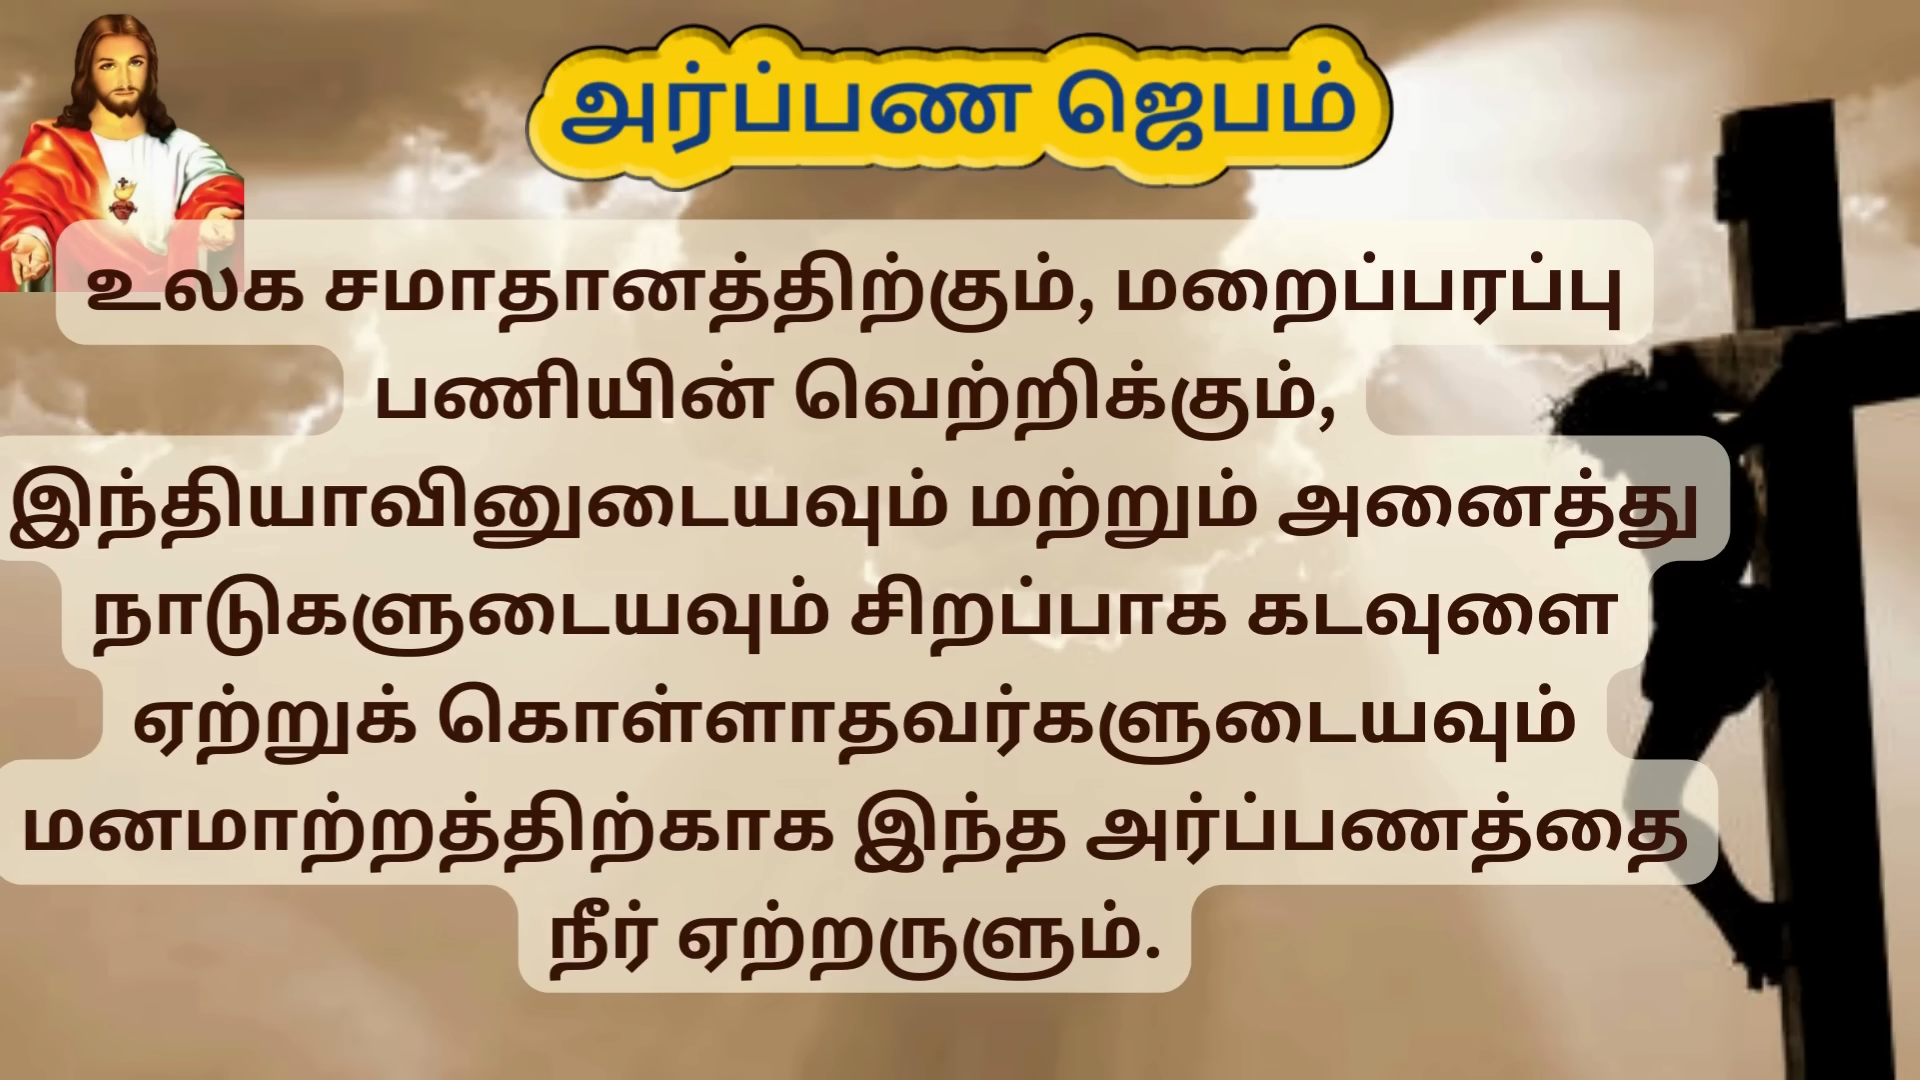 அர்ப்பண ஜெபம்
உலக சமாதானத்திற்கும், மறைப்பரப்பு
பணியின் வெற்றிக்கும்,
இந்தியாவினுடையவும் மற்றும் அனைத்து
நாடுகளுடையவும் சிறப்பாக கடவுளை
ஏற்றுக் கொள்ளாதவர்களுடையவும்
மனமாற்றத்திற்காக இந்த அர்ப்பணத்தை
நீர் ஏற்றருளும்.